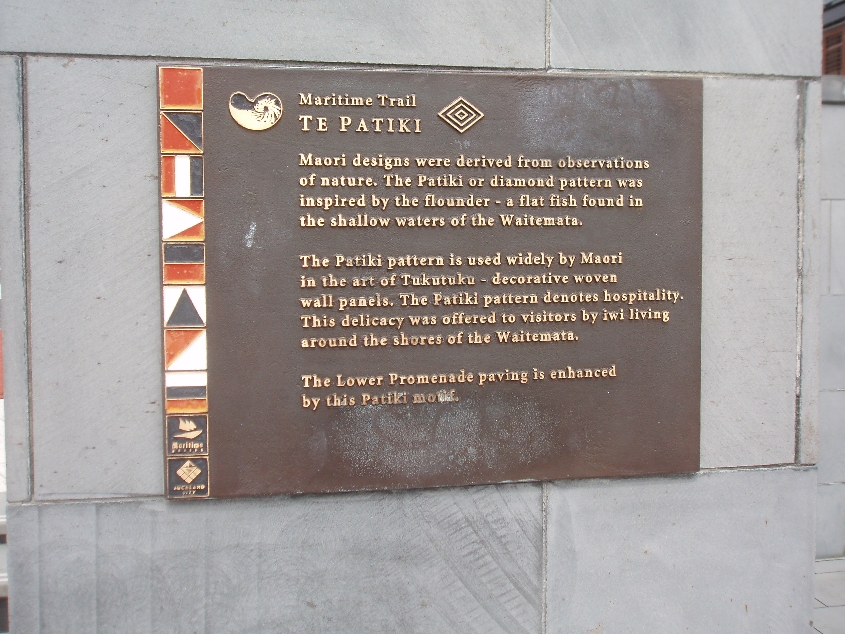 Maritime Trail
TE PATIKI
Maori designs were derived from observations
of nature. The Patiki or diamond pattern was
inspired by the flounder - a flat fish found in
the shallow waters of the Waitemata.
The Patiki pattern is used widely by Maori
in the art of Tukutuku - decorative woven
wall panels. The Patiki pattern denotes hospitality.
This delicacy was offered to visitors by iwi living
around the shores of the Waitemata.
The Lower Promenade paving is enhanced
by this Patiki motif.
Maritime
AUCKLAND
CITY